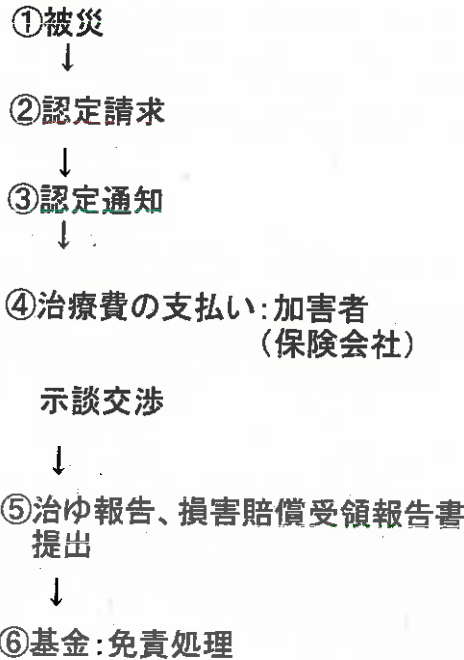 ①被災
↓
②認定請求
↓
③認定通知
↓
④治療費の支払い:加害者
(保険会社)
示談交渉
↓
⑤治ゆ報告、損害賠償受領報告書
提出
↓
⑥基金:免責処理